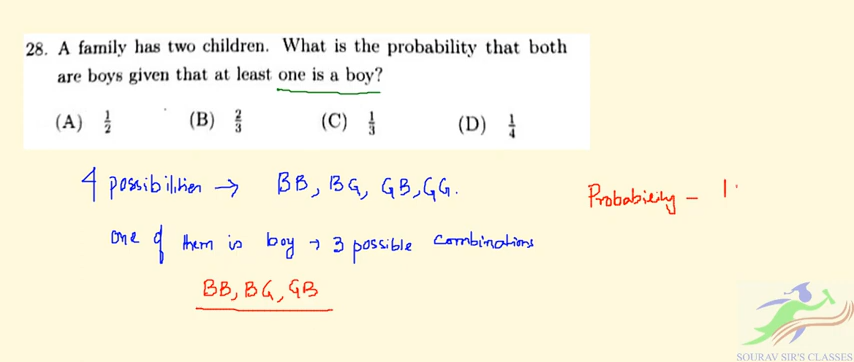 28. A family has two children. What is the probability that both
are boys given that at least one is a boy?
(A) 1/2 (B) 2/3 (C) 1/3 (D) 1/4
4 possibilities → BB, BG, GB, GG.
Probability - 1
one of them is boy → 3 possible combinations
BB, BG, GB
SOURAV SIR'S CLASSES